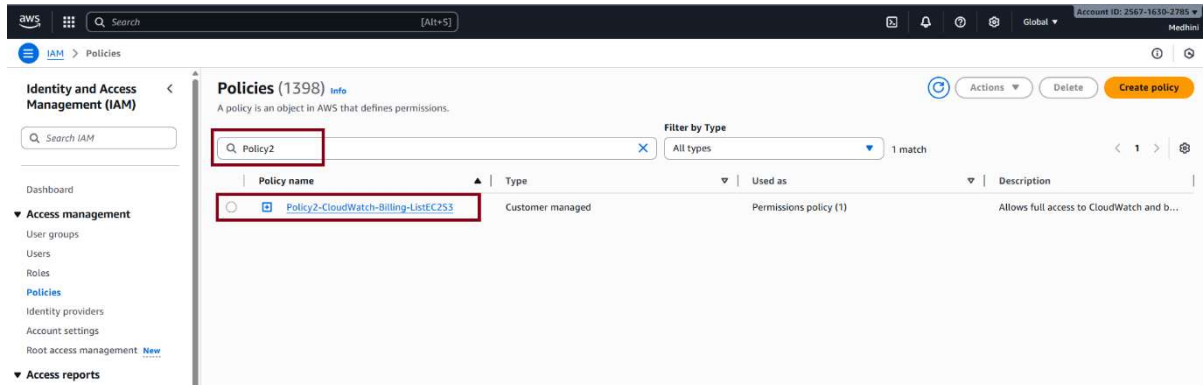 aws
Search
[Alt+S]
Global
Account ID: 2567-1630-2785
Medhini
IAM > Policies
Identity and Access Management (IAM)
Search IAM
Dashboard
Access management
User groups
Users
Roles
Policies
Identity providers
Account settings
Root access management New
Access reports
Policies (1398) Info
A policy is an object in AWS that defines permissions.
Actions
Delete
Create policy
Filter by Type
Policy2
All types
1 match
1
Policy name
Type
Used as
Description
Policy2-CloudWatch-Billing-ListEC2S3
Customer managed
Permissions policy (1)
Allows full access to CloudWatch and b...